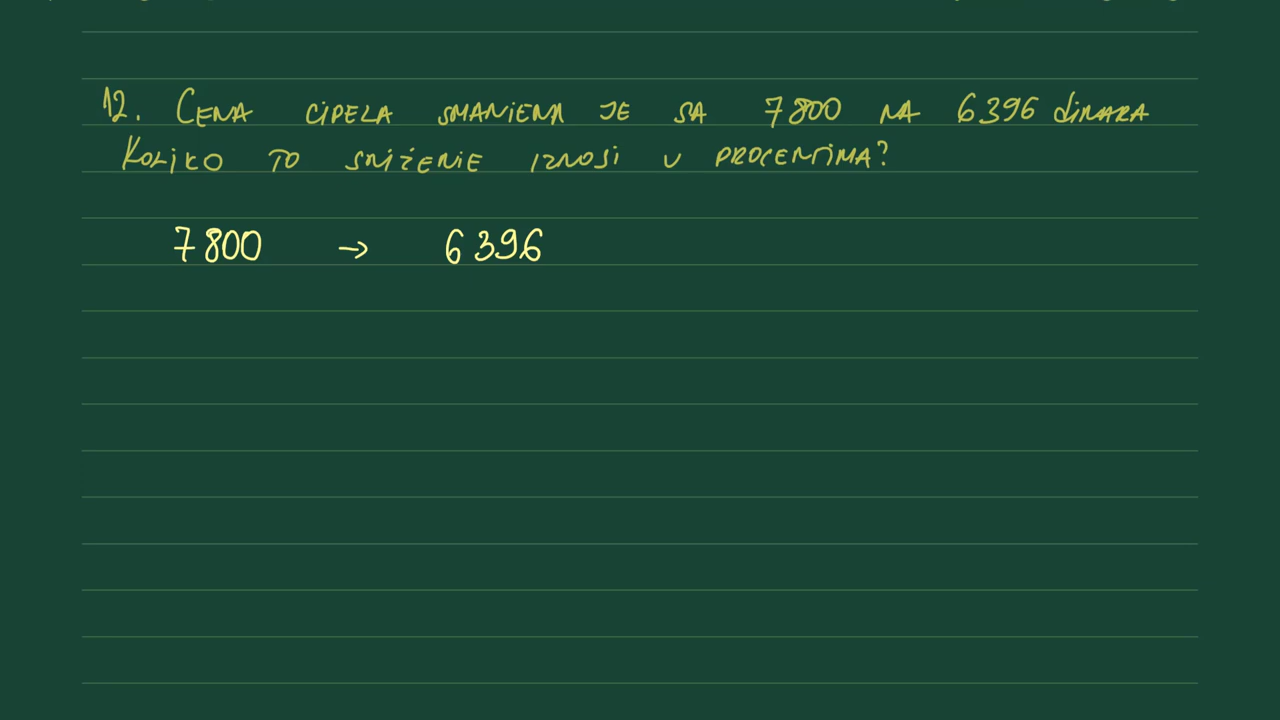 12. CENA CIPELA SMANJENA JE SA 7800 NA 6396 DINARA
KOLIKO TO SNIŽENJE IZNOSI U PROCENTIMA?
7800 → 6396